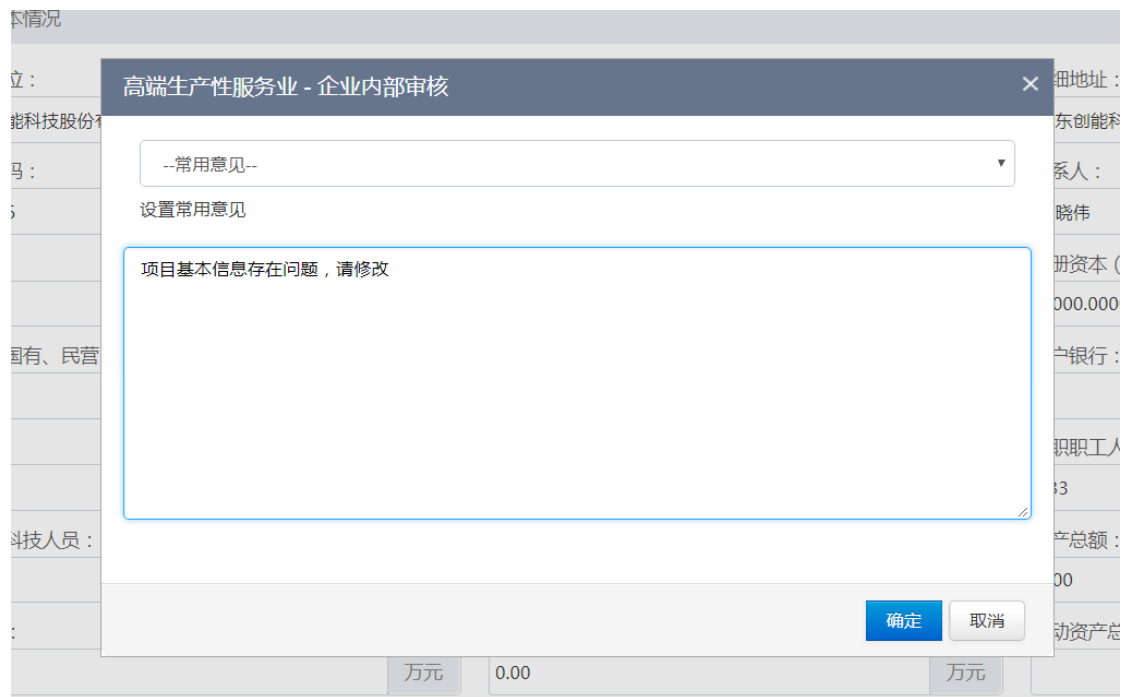 本情况
高端生产性服务业 - 企业内部审核
×
位：
细地址：
--常用意见--
能科技股份有
东创能科
码：
系人：
设置常用意见
晓伟
项目基本信息存在问题，请修改
册资本 (
000.000
国有、民营
户银行：
职职工人
33
科技人员：
产总额：
00
确定
取消
：
动资产总
万元
0.00
万元